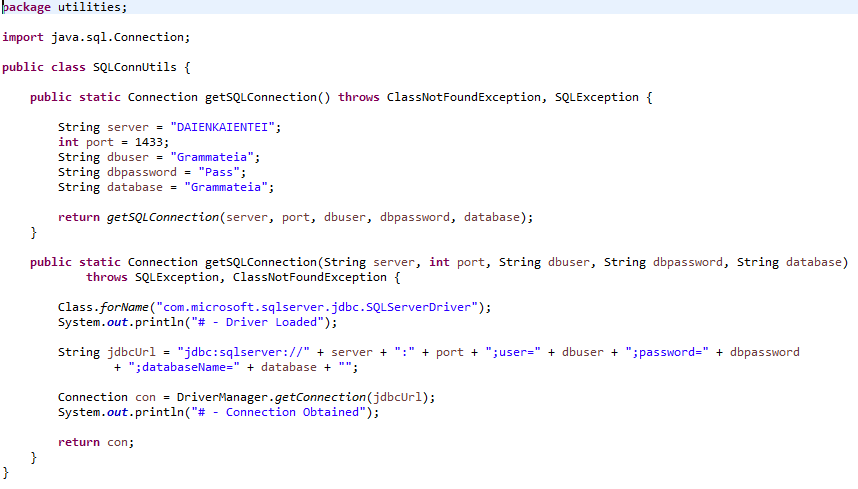 package utilities;
import java.sql.Connection;
public class SQLConnUtils {
public static Connection getSQLConnection() throws ClassNotFoundException, SQLException {
String server = "DAIENKAIENTEI";
int port = 1433;
String dbuser = "Grammateia";
String dbpassword = "Pass";
String database = "Grammateia";
return getSQLConnection(server, port, dbuser, dbpassword, database);
}
public static Connection getSQLConnection(String server, int port, String dbuser, String dbpassword, String database)
throws SQLException, ClassNotFoundException {
Class.forName("com.microsoft.sqlserver.jdbc.SQLServerDriver");
System.out.println("# - Driver Loaded");
String jdbcUrl = "jdbc:sqlserver://" + server + ":" + port + ";user=" + dbuser + ";password=" + dbpassword
+ ";databaseName=" + database + "";
Connection con = DriverManager.getConnection(jdbcUrl);
System.out.println("# - Connection Obtained");
return con;
}
}